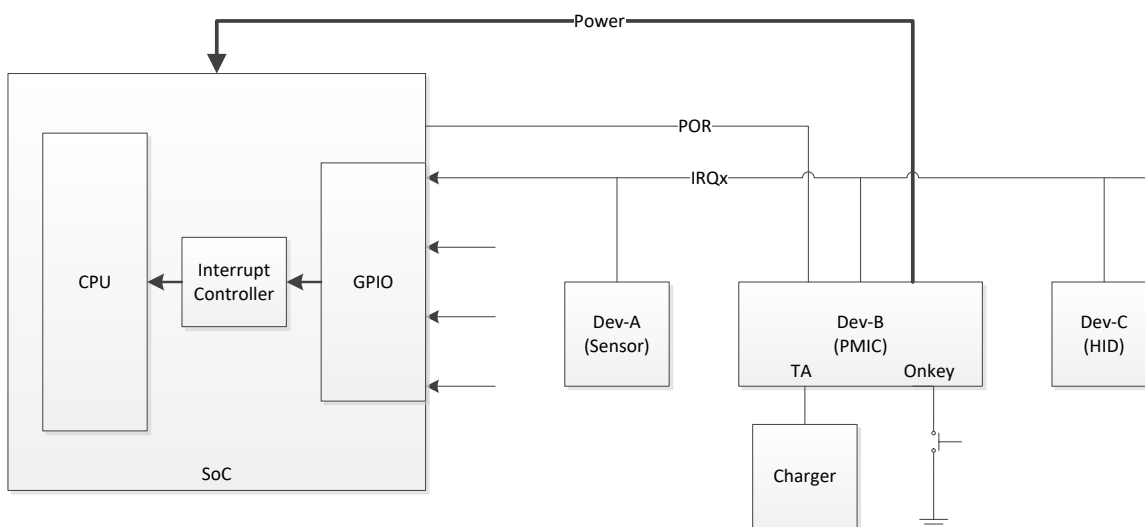 Power
POR
IRQx
CPU
Interrupt
Controller
GPIO
Dev-A
(Sensor)
Dev-B
(PMIC)
Dev-C
(HID)
TA
Onkey
SoC
Charger